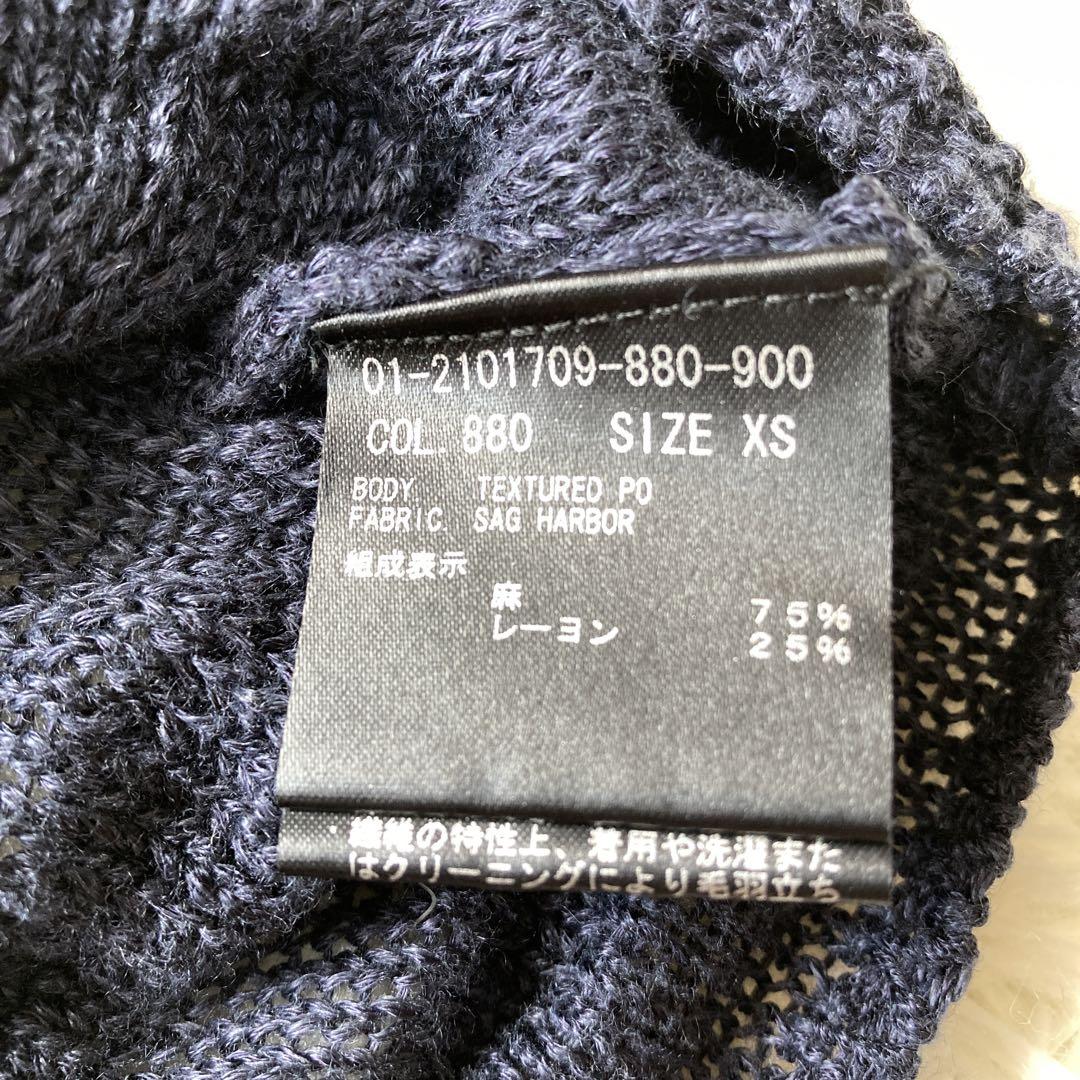 01-2101709-880-900
COL. 880 SIZE XS
BODY TEXTURED PO
FABRIC. SAG HARBOR
組成表示
麻 75%
レーヨン 25%
繊維の特性上、着用や洗濯また
はクリーニングにより毛羽立ち